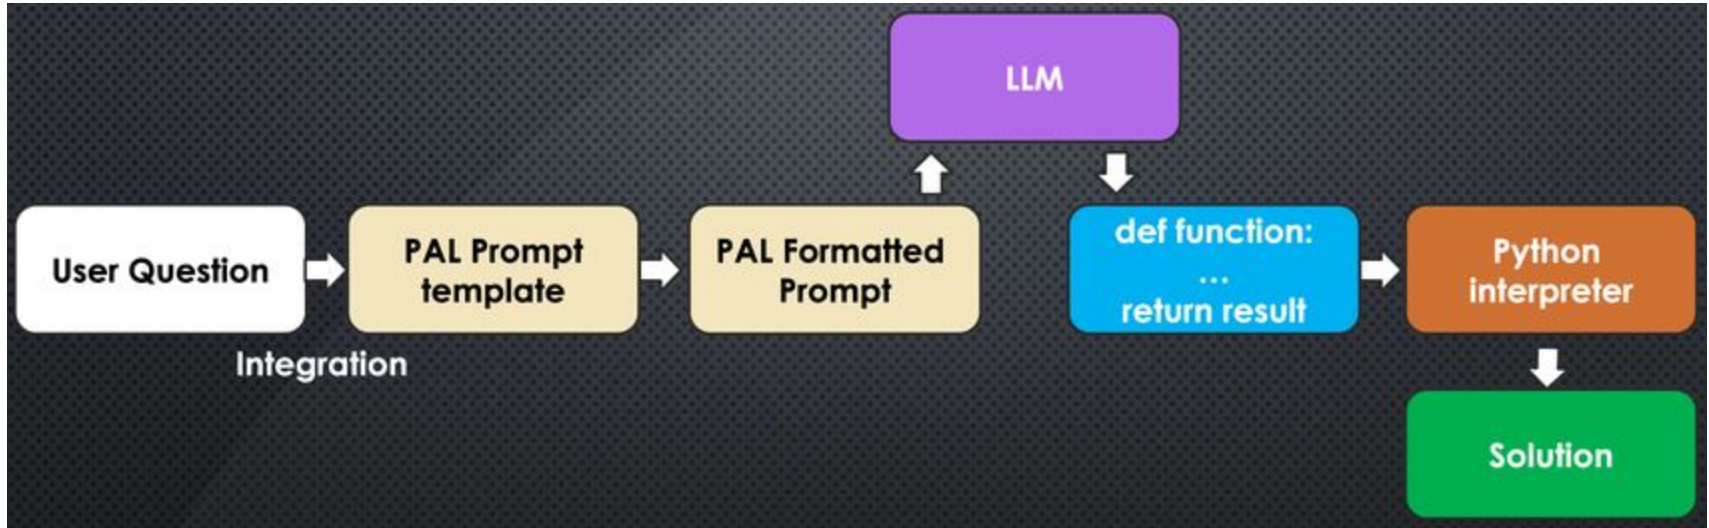 LLM
User Question
PAL Prompt
template
PAL Formatted
Prompt
def function:
...
return result
Python
interpreter
Integration
Solution